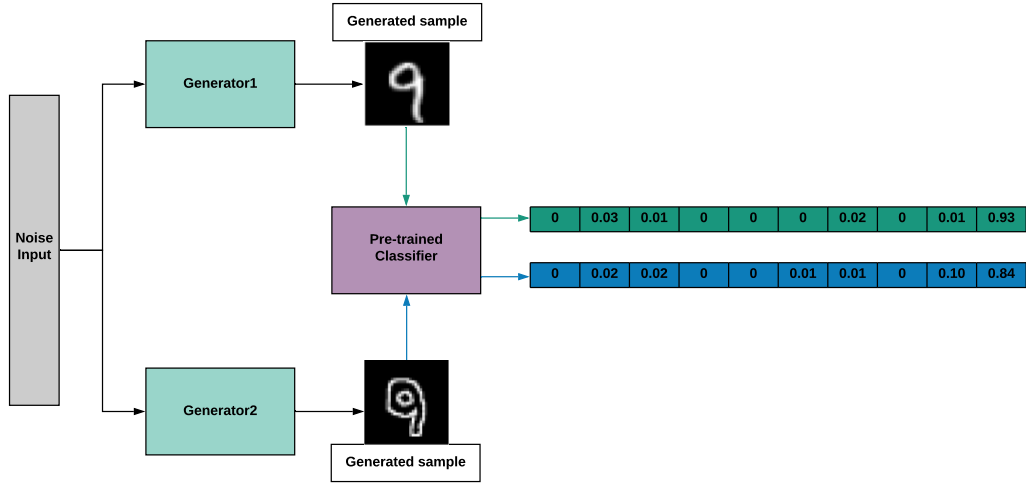 Generated sample
Generator1
Noise
Input
Pre-trained
Classifier
0 0.03 0.01 0 0 0 0.02 0 0.01 0.93
0 0.02 0.02 0 0 0.01 0.01 0 0.10 0.84
Generator2
Generated sample